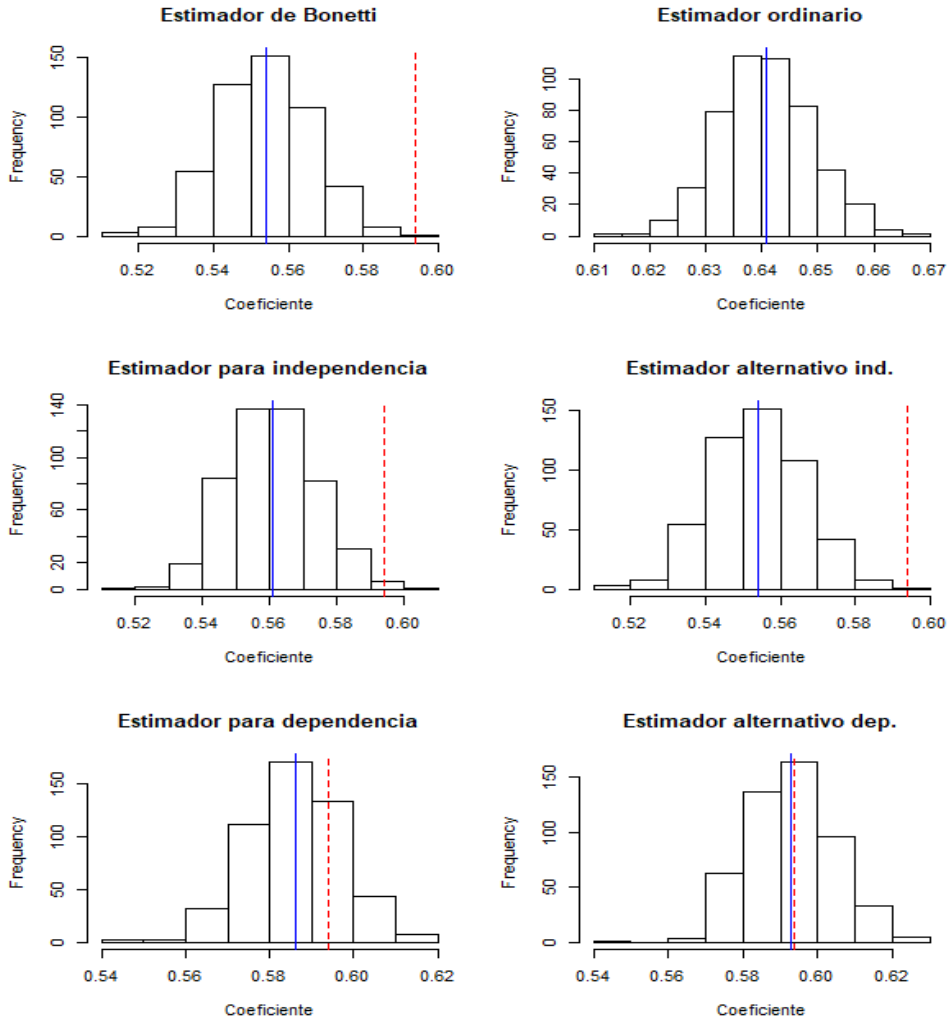 Estimador de Bonetti
Frequency
0 50 100 150
0.52 0.54 0.56 0.58 0.60
Coeficiente
Estimador ordinario
Frequency
0 20 40 60 80 100
0.61 0.62 0.63 0.64 0.65 0.66 0.67
Coeficiente
Estimador para independencia
Frequency
0 20 60 100 140
0.52 0.54 0.56 0.58 0.60
Coeficiente
Estimador alternativo ind.
Frequency
0 50 100 150
0.52 0.54 0.56 0.58 0.60
Coeficiente
Estimador para dependencia
Frequency
0 50 100 150
0.54 0.56 0.58 0.60 0.62
Coeficiente
Estimador alternativo dep.
Frequency
0 50 100 150
0.54 0.56 0.58 0.60 0.62
Coeficiente